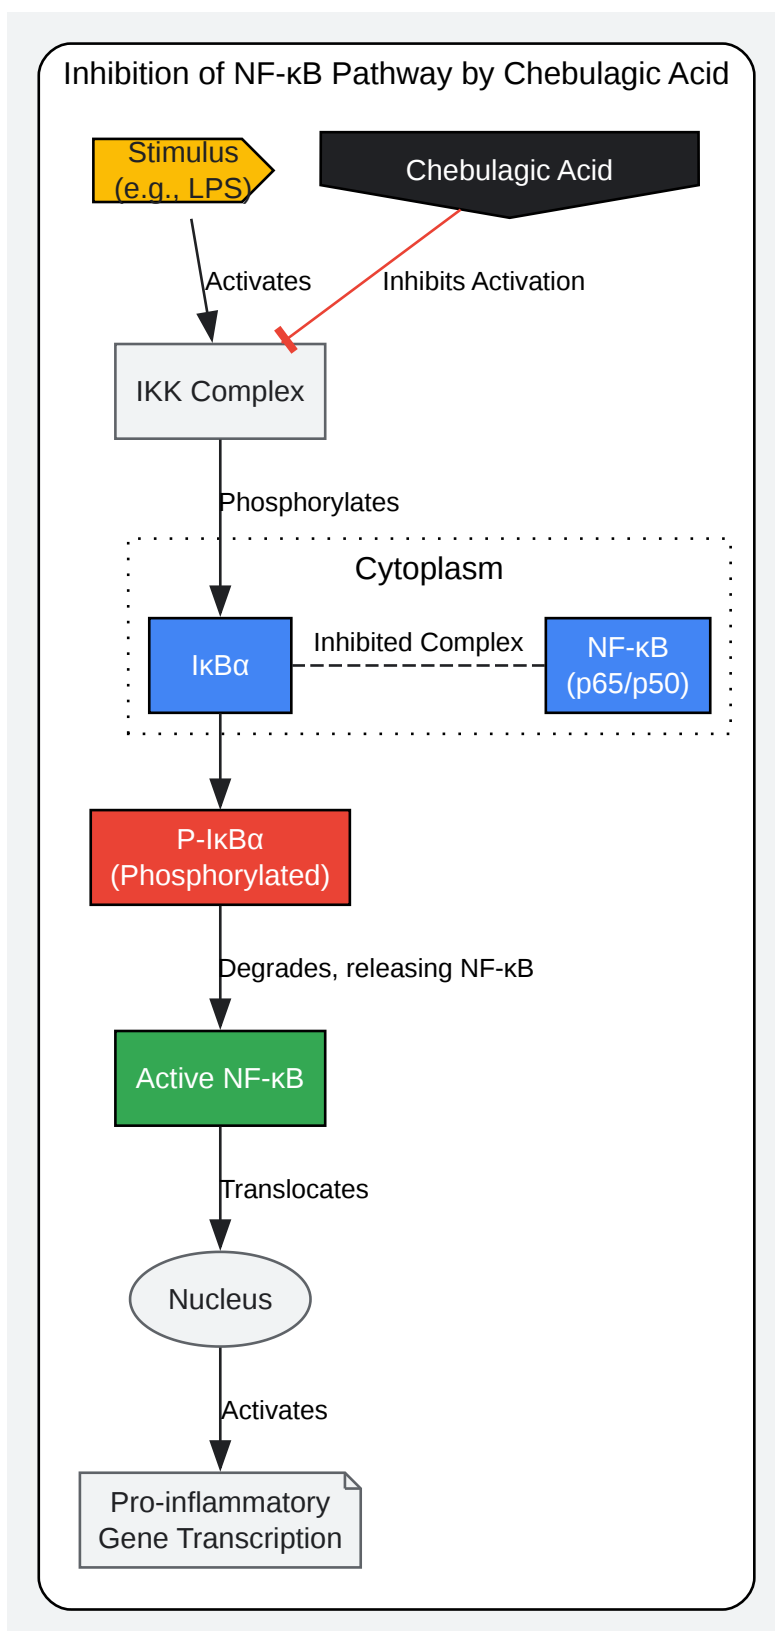 Inhibition of NF-κB Pathway by Chebulagic Acid
Stimulus
(e.g., LPS)
Chebulagic Acid
Activates
Inhibits Activation
IKK Complex
Phosphorylates
Cytoplasm
IκBα
Inhibited Complex
NF-κB
(p65/p50)
P-IκBα
(Phosphorylated)
Degrades, releasing NF-κB
Active NF-κB
Translocates
Nucleus
Activates
Pro-inflammatory
Gene Transcription